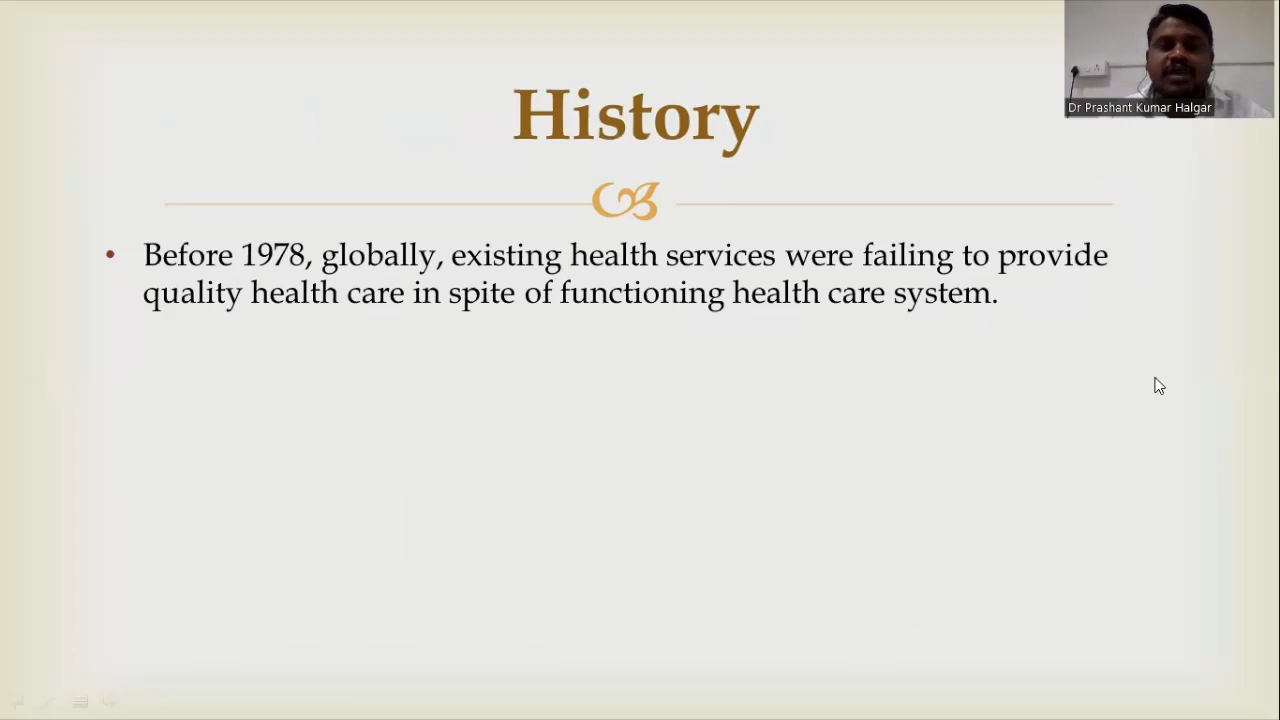 Dr Prashant Kumar Halgar
History
• Before 1978, globally, existing health services were failing to provide
quality health care in spite of functioning health care system.